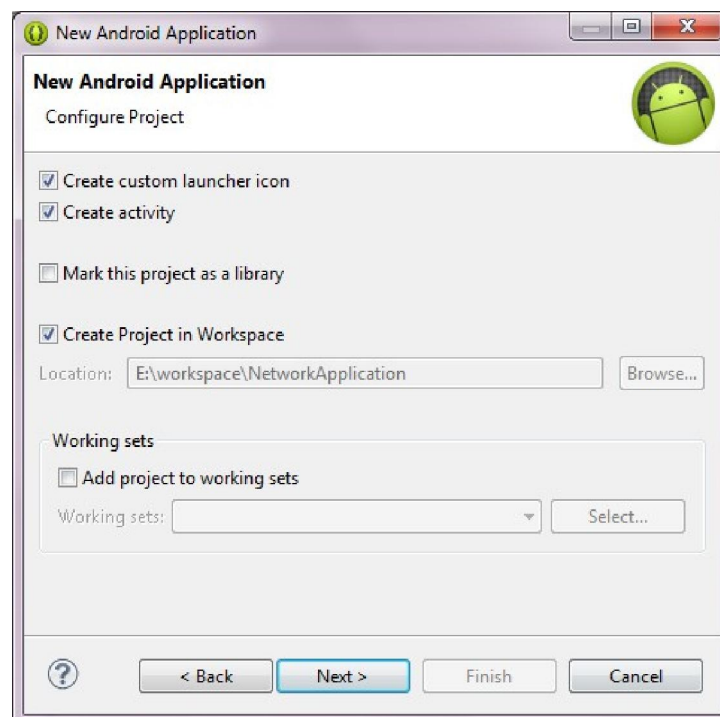 New Android Application
New Android Application
Configure Project
Create custom launcher icon
Create activity
Mark this project as a library
Create Project in Workspace
Location: E:\workspace\NetworkApplication Browse...
Working sets
Add project to working sets
Working sets: Select...
? < Back Next > Finish Cancel